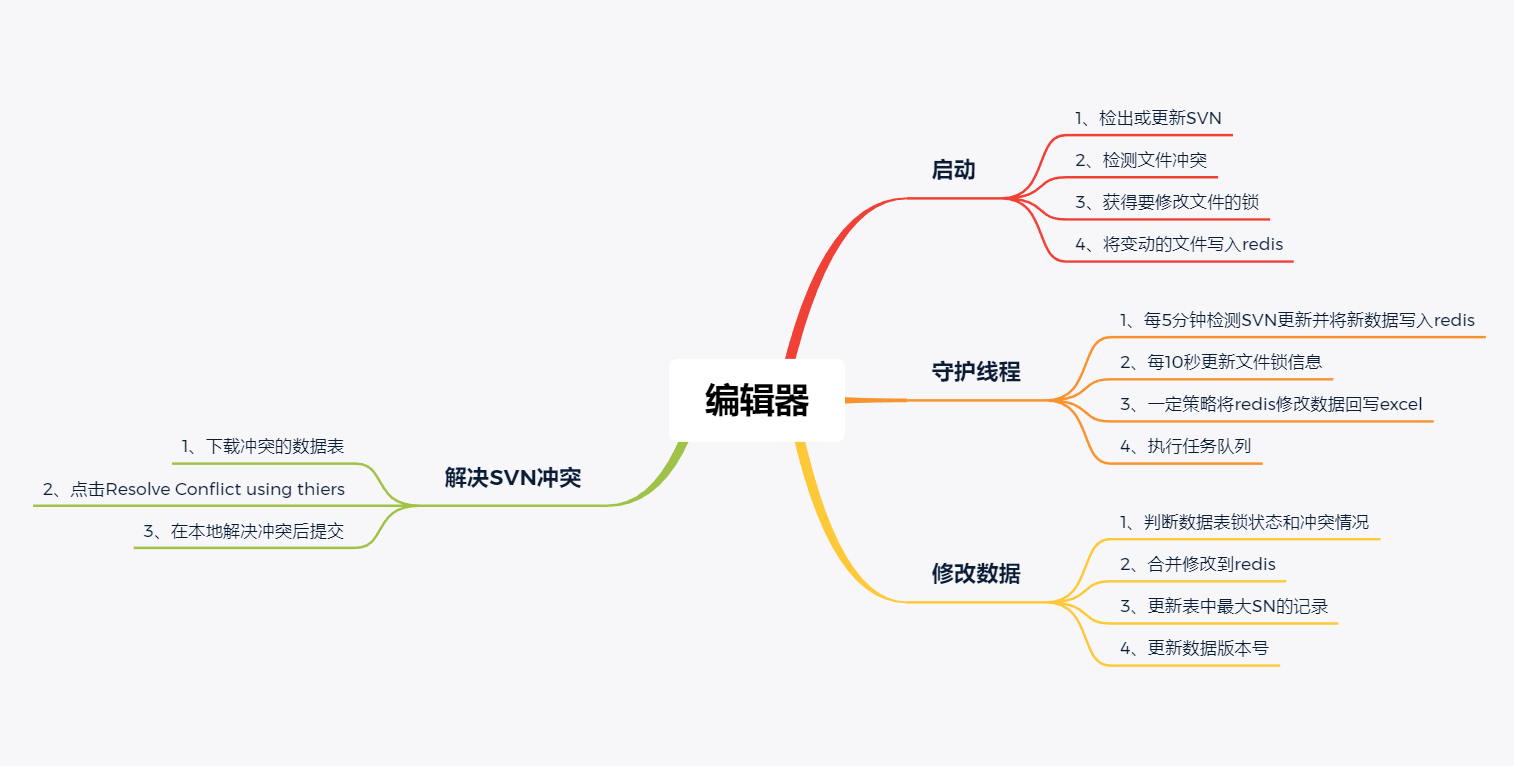 编辑器
启动
1、检出或更新SVN
2、检测文件冲突
3、获得要修改文件的锁
4、将变动的文件写入redis
守护线程
1、每5分钟检测SVN更新并将新数据写入redis
2、每10秒更新文件锁信息
3、一定策略将redis修改数据回写excel
4、执行任务队列
修改数据
1、判断数据表锁状态和冲突情况
2、合并修改到redis
3、更新表中最大SN的记录
4、更新数据版本号
解决SVN冲突
1、下载冲突的数据表
2、点击Resolve Conflict using thiers
3、在本地解决冲突后提交